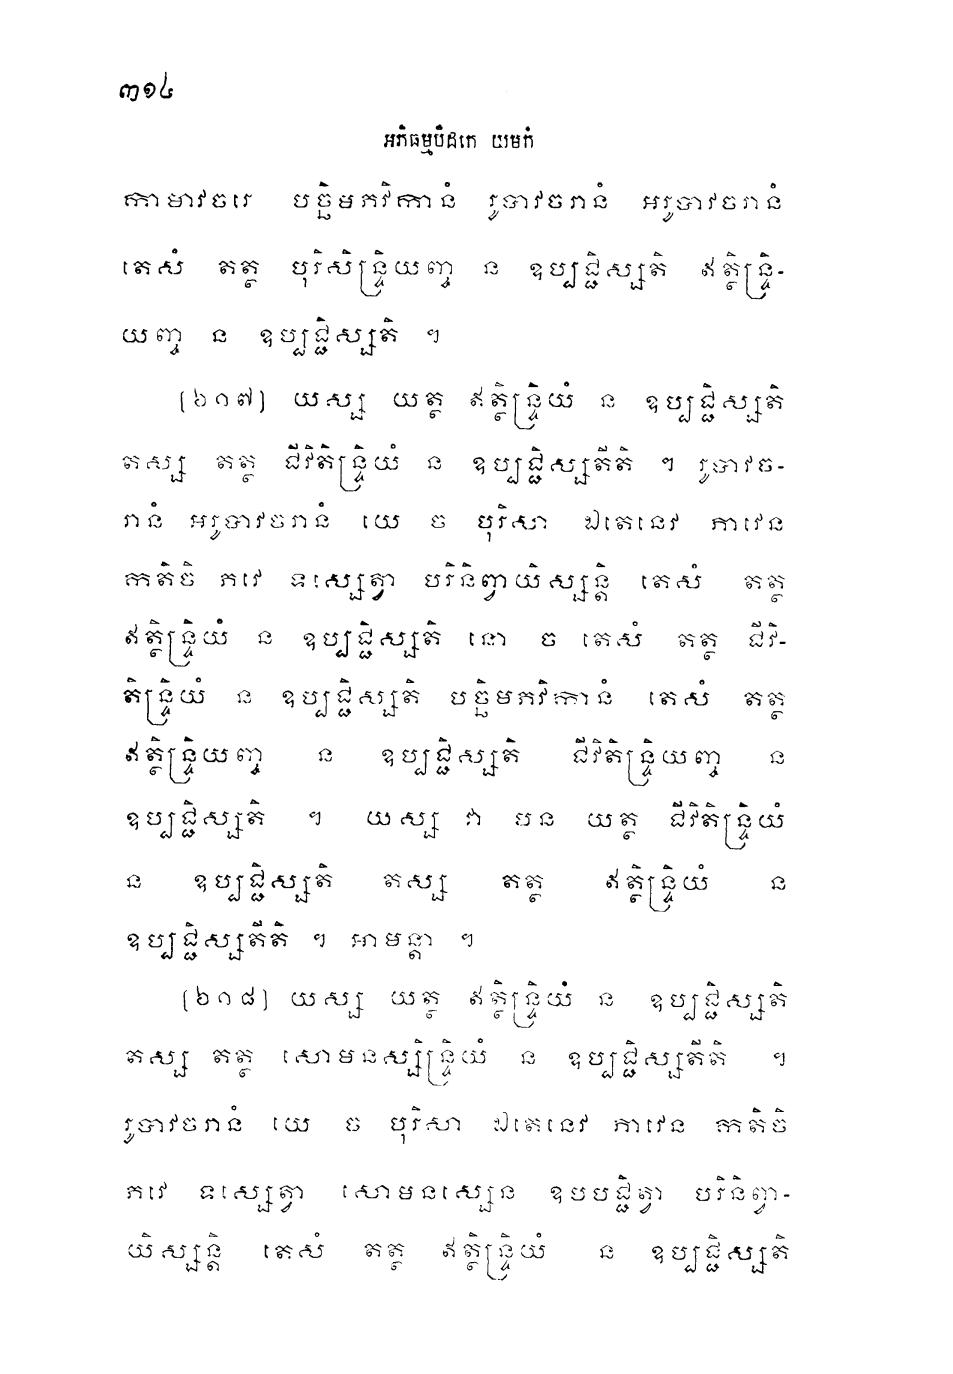 ៣១៤
អភិធម្មបិដកេ យមកំ
កាមាវចរេ បច្ឆិមភវិកានំ រូបាវចរានំ អរូបាវចរានំ
តេសំ តត្ថ បុរិសិន្ទ្រិយញ្ច ន ឧប្បជ្ជិស្សតិ ឥត្ថិន្ទ្រិ-
យញ្ច ន ឧប្បជ្ជិស្សតិ ។
(៦១៧) យស្ស យត្ថ ឥត្ថិន្ទ្រិយំ ន ឧប្បជ្ជិស្សតិ
តស្ស តត្ថ ជីវិតិន្ទ្រិយំ ន ឧប្បជ្ជិស្សតីតិ ។ រូបាវច-
រានំ អរូបាវចរានំ យេ ច បុរិសា ឯតេនេវ ភាវេន
កតិចិ ភវេ ទស្សេត្វា បរិនិព្វាយិស្សន្តិ តេសំ តត្ថ
ឥត្ថិន្ទ្រិយំ ន ឧប្បជ្ជិស្សតិ នោ ច តេសំ តត្ថ ជីវិ-
តិន្ទ្រិយំ ន ឧប្បជ្ជិស្សតិ បច្ឆិមភវិកានំ តេសំ តត្ថ
ឥត្ថិន្ទ្រិយញ្ច ន ឧប្បជ្ជិស្សតិ ជីវិតិន្ទ្រិយញ្ច ន
ឧប្បជ្ជិស្សតិ ។ យស្ស វា បន យត្ថ ជីវិតិន្ទ្រិយំ
ន ឧប្បជ្ជិស្សតិ តស្ស តត្ថ ឥត្ថិន្ទ្រិយំ ន
ឧប្បជ្ជិស្សតីតិ ។ អាមន្តា ។
(៦១៨) យស្ស យត្ថ ឥត្ថិន្ទ្រិយំ ន ឧប្បជ្ជិស្សតិ
តស្ស តត្ថ សោមនស្សិន្ទ្រិយំ ន ឧប្បជ្ជិស្សតីតិ ។
រូបាវចរានំ យេ ច បុរិសា ឯតេនេវ ភាវេន កតិចិ
ភវេ ទស្សេត្វា សោមនស្សេន ឧបបជ្ជិត្វា បរិនិព្វា-
យិស្សន្តិ តេសំ តត្ថ ឥត្ថិន្ទ្រិយំ ន ឧប្បជ្ជិស្សតិ